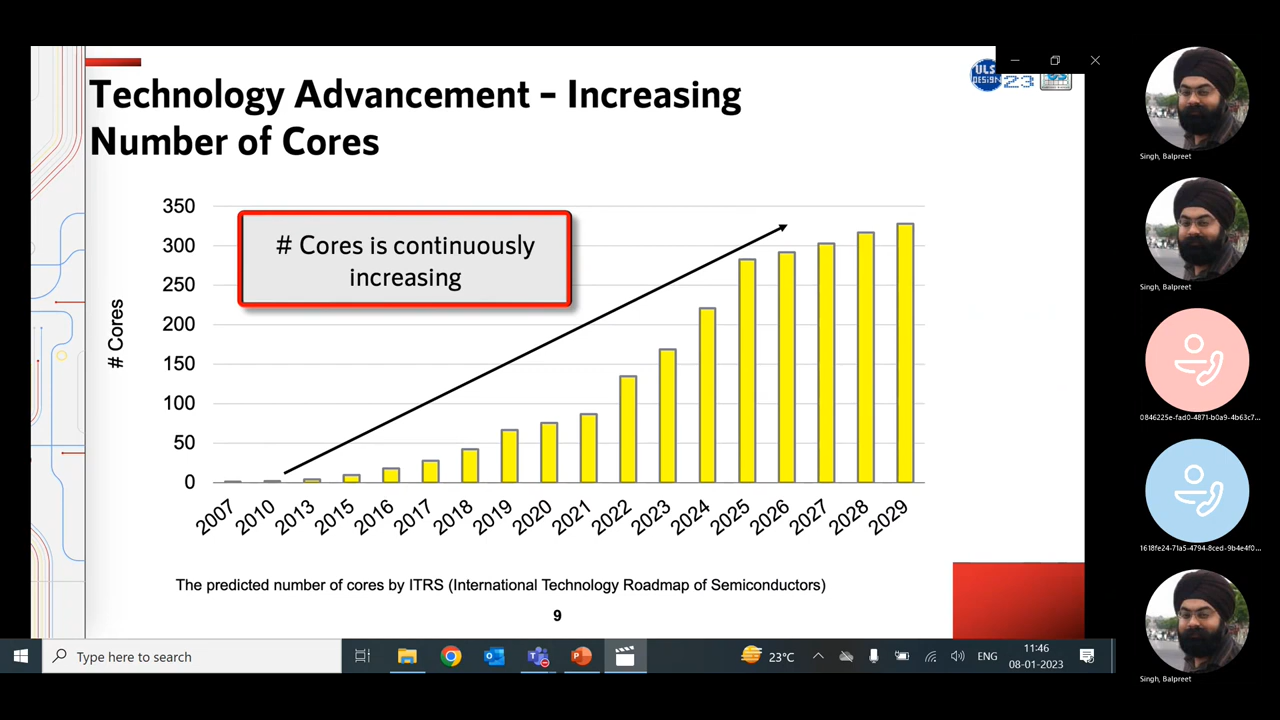 Technology Advancement – Increasing
Number of Cores
ULS
DESIGN
23
# Cores is continuously
increasing
# Cores
350
300
250
200
150
100
50
0
2007
2010
2013
2015
2016
2017
2018
2019
2020
2021
2022
2023
2024
2025
2026
2027
2028
2029
The predicted number of cores by ITRS (International Technology Roadmap of Semiconductors)
9
Type here to search
23°C
ENG
11:46
08-01-2023
Singh, Balpreet
Singh, Balpreet
0846225e-fad0-4871-b0a9-4b63c7...
1618fe24-71a5-4794-8ced-9b4e4f0...
Singh, Balpreet